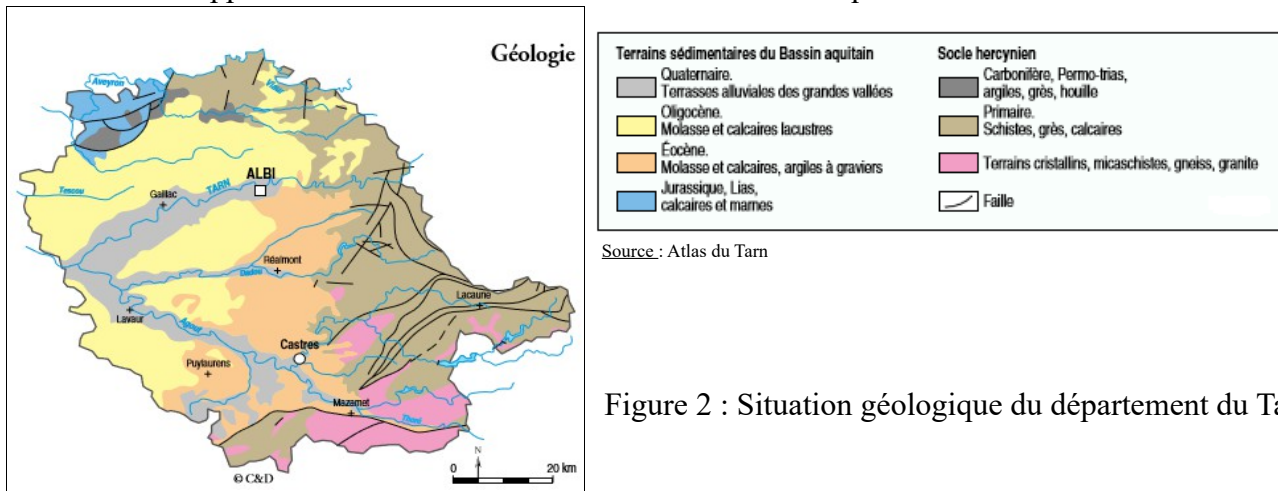 Géologie
Aveyron
Viaur
ALBI
TARN
Tescou
Gaillac
Réalmont
Dadou
Lacaune
Lavaur
Agout
Castres
Puylaurens
Mazamet
Thoré
N
0 20 km
© C&D
Terrains sédimentaires du Bassin aquitain
Quaternaire.
Terrasses alluviales des grandes vallées
Oligocène.
Molasse et calcaires lacustres
Éocène.
Molasse et calcaires, argiles à graviers
Jurassique, Lias,
calcaires et marnes
Socle hercynien
Carbonifère, Permo-trias,
argiles, grès, houille
Primaire.
Schistes, grès, calcaires
Terrains cristallins, micaschistes, gneiss, granite
Faille
Source : Atlas du Tarn
Figure 2 : Situation géologique du département du Ta